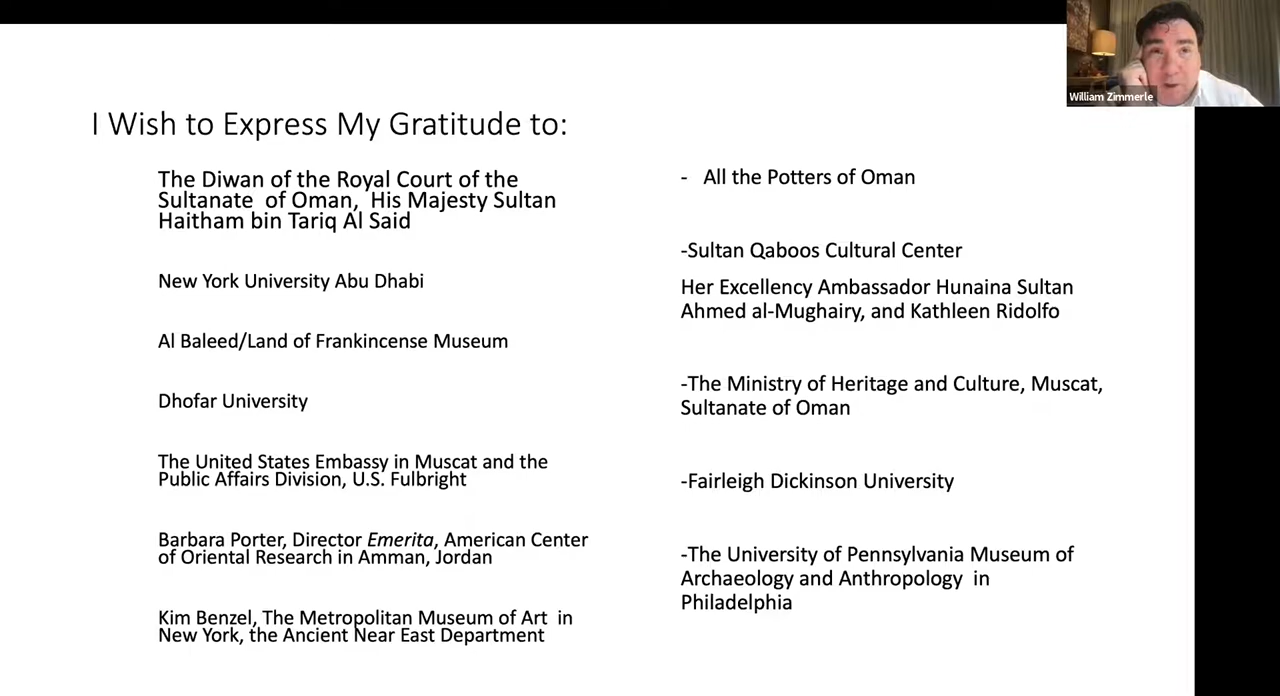 I Wish to Express My Gratitude to:
The Diwan of the Royal Court of the
Sultanate of Oman, His Majesty Sultan
Haitham bin Tariq Al Said
New York University Abu Dhabi
Al Baleed/Land of Frankincense Museum
Dhofar University
The United States Embassy in Muscat and the
Public Affairs Division, U.S. Fulbright
Barbara Porter, Director Emerita, American Center
of Oriental Research in Amman, Jordan
Kim Benzel, The Metropolitan Museum of Art in
New York, the Ancient Near East Department
- All the Potters of Oman
-Sultan Qaboos Cultural Center
Her Excellency Ambassador Hunaina Sultan
Ahmed al-Mughairy, and Kathleen Ridolfo
-The Ministry of Heritage and Culture, Muscat,
Sultanate of Oman
-Fairleigh Dickinson University
-The University of Pennsylvania Museum of
Archaeology and Anthropology in
Philadelphia
William Zimmerle